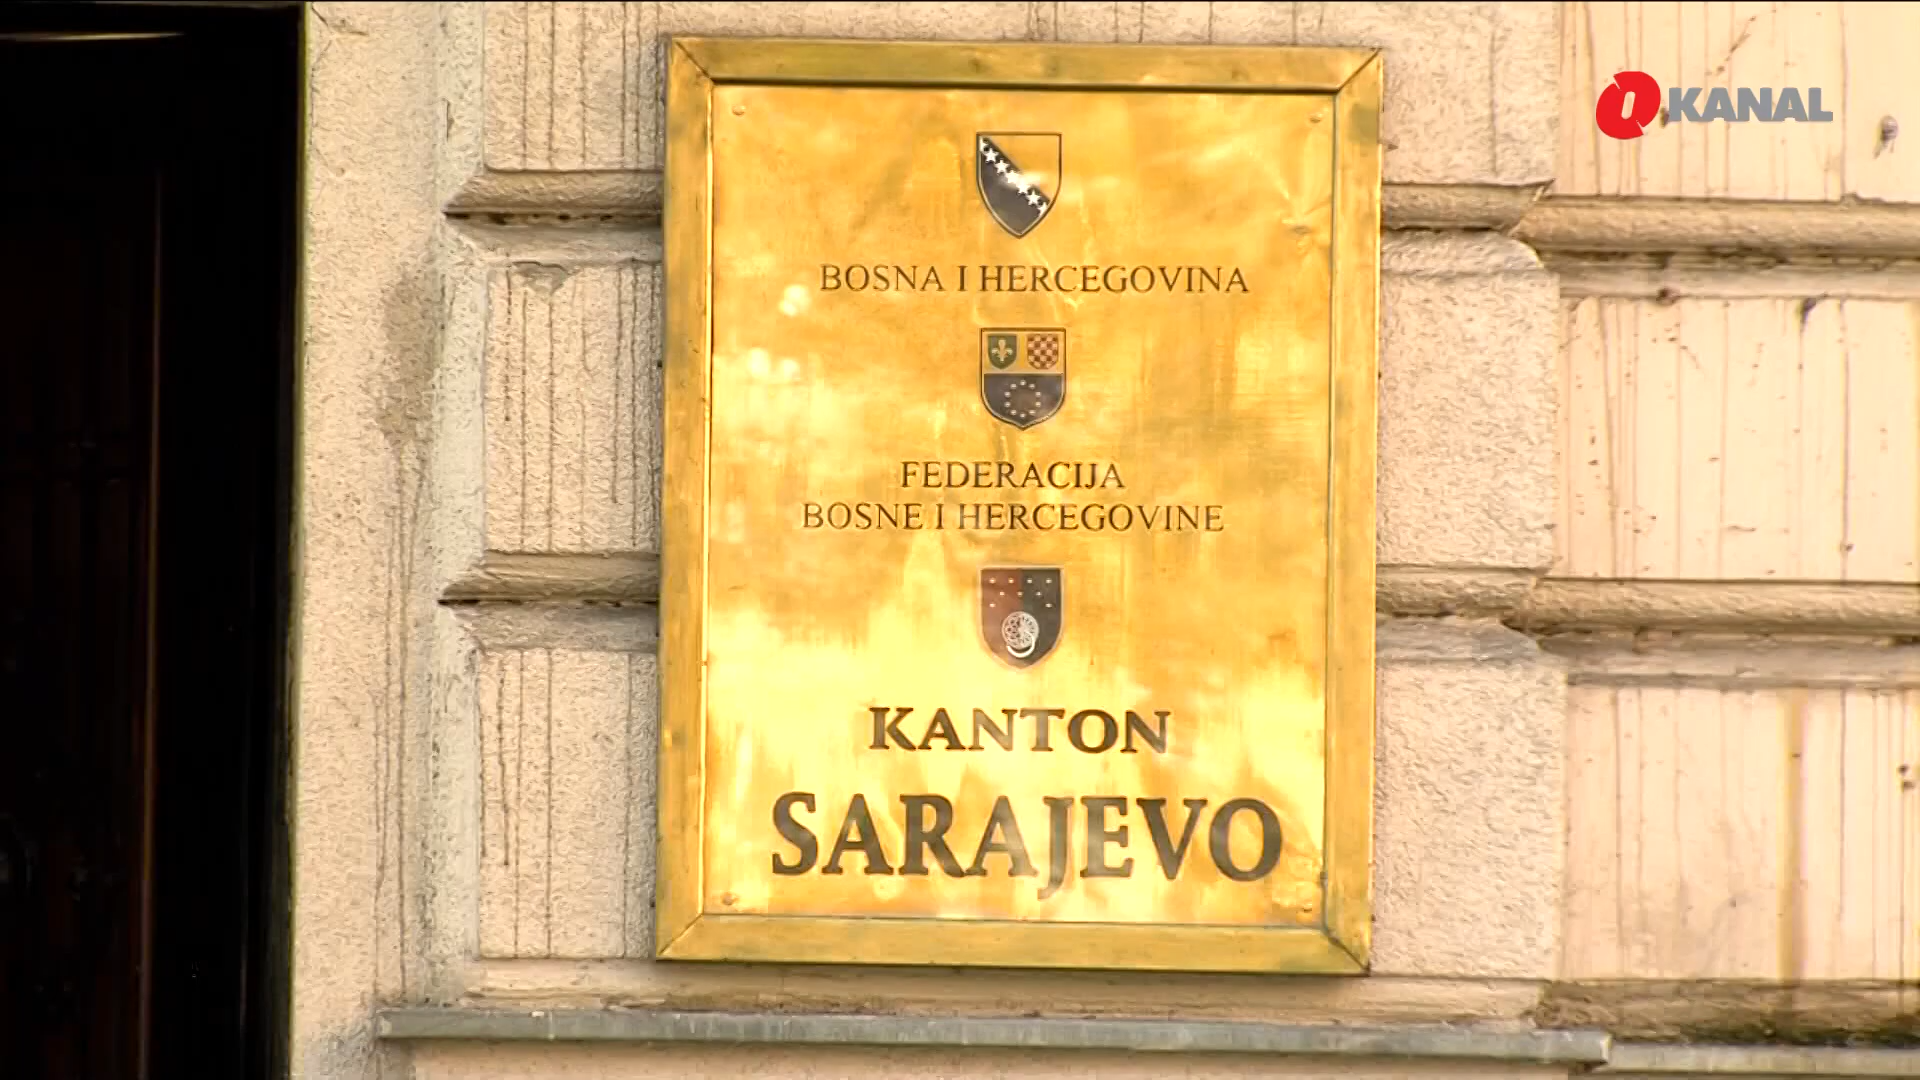 O KANAL
BOSNA I HERCEGOVINA
FEDERACIJA
BOSNE I HERCEGOVINE
KANTON
SARAJEVO